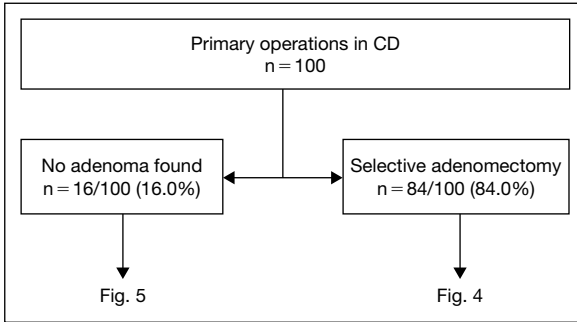 Primary operations in CD
n = 100
No adenoma found
n = 16/100 (16.0%)
Selective adenomectomy
n = 84/100 (84.0%)
Fig. 5
Fig. 4